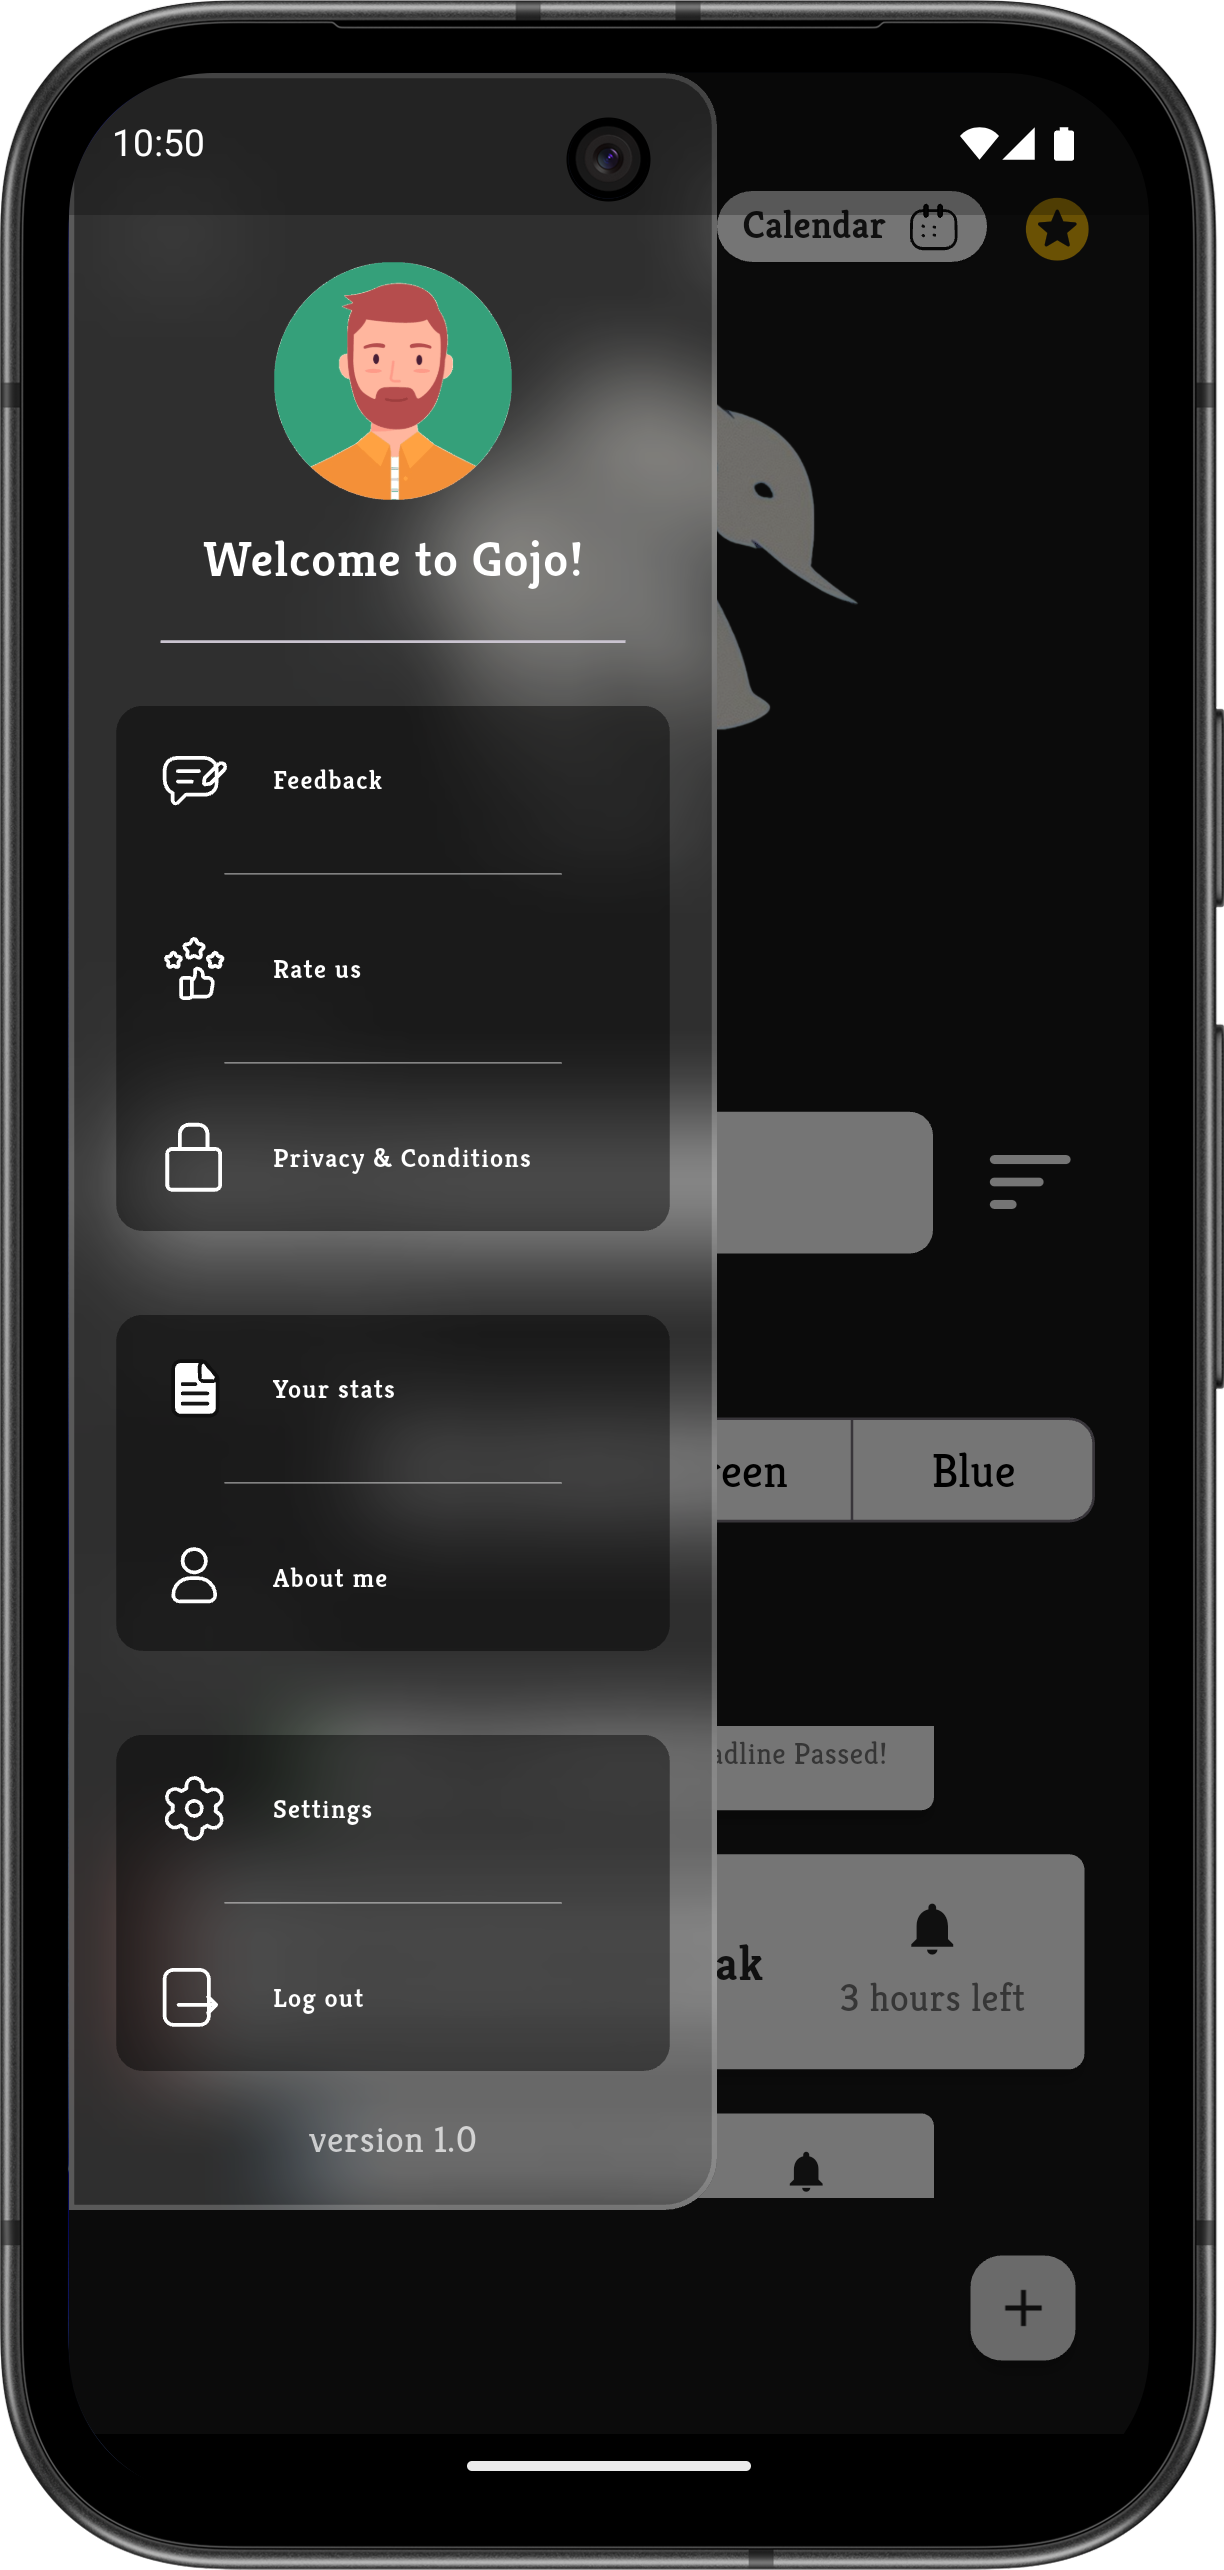 10:50
Calendar
Welcome to Gojo!
Feedback
Rate us
Privacy & Conditions
Your stats
een Blue
About me
adline Passed!
Settings
ak
3 hours left
Log out
version 1.0